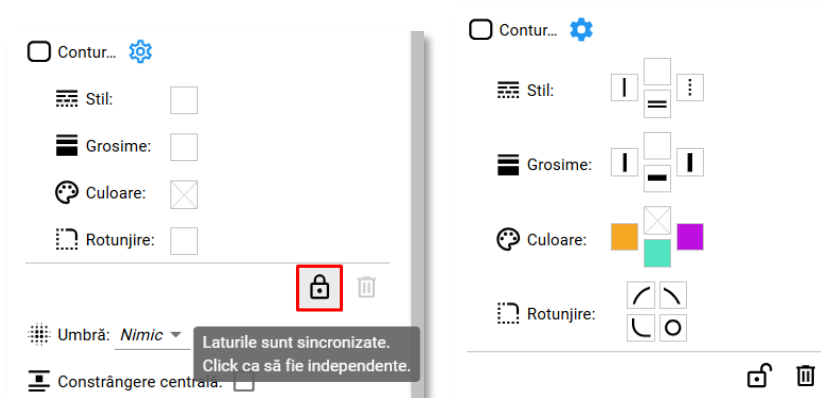 Contur...
Stil:
Grosime:
Culoare:
Rotunjire:
Umbră: Nimic
Laturile sunt sincronizate.
Click ca să fie independente.
Constrângere centrală:
Contur...
Stil:
Grosime:
Culoare:
Rotunjire: